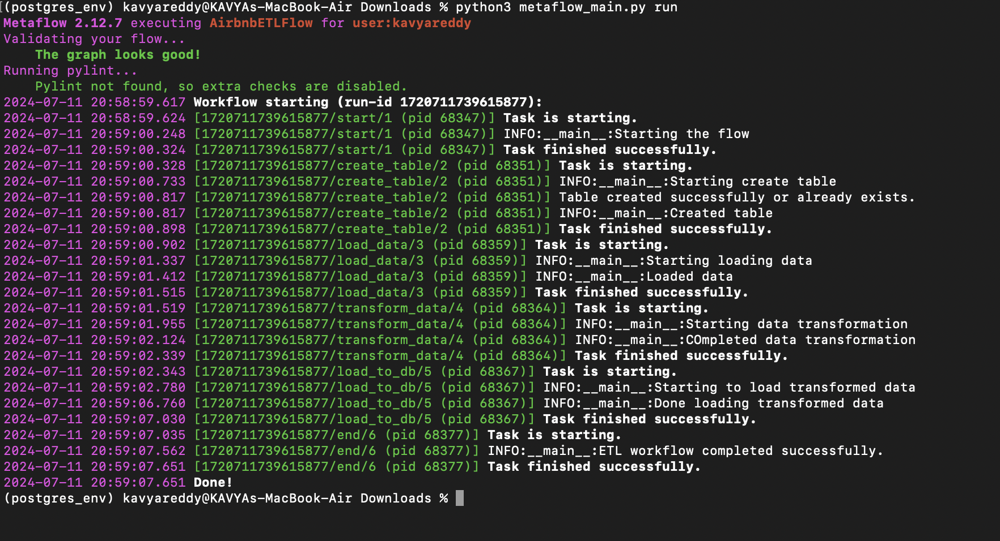 (postgres_env) kavyareddy@KAVYAs-MacBook-Air Downloads % python3 metaflow_main.py run
Metaflow 2.12.7 executing AirbnbETLFlow for user:kavyareddy
Validating your flow...
The graph looks good!
Running pylint...
Pylint not found, so extra checks are disabled.
2024-07-11 20:58:59.617 Workflow starting (run-id 1720711739615877):
2024-07-11 20:58:59.624 [1720711739615877/start/1 (pid 68347)] Task is starting.
2024-07-11 20:59:00.248 [1720711739615877/start/1 (pid 68347)] INFO:__main__:Starting the flow
2024-07-11 20:59:00.324 [1720711739615877/start/1 (pid 68347)] Task finished successfully.
2024-07-11 20:59:00.328 [1720711739615877/create_table/2 (pid 68351)] Task is starting.
2024-07-11 20:59:00.733 [1720711739615877/create_table/2 (pid 68351)] INFO:__main__:Starting create table
2024-07-11 20:59:00.817 [1720711739615877/create_table/2 (pid 68351)] Table created successfully or already exists.
2024-07-11 20:59:00.817 [1720711739615877/create_table/2 (pid 68351)] INFO:__main__:Created table
2024-07-11 20:59:00.898 [1720711739615877/create_table/2 (pid 68351)] Task finished successfully.
2024-07-11 20:59:00.902 [1720711739615877/load_data/3 (pid 68359)] Task is starting.
2024-07-11 20:59:01.337 [1720711739615877/load_data/3 (pid 68359)] INFO:__main__:Starting loading data
2024-07-11 20:59:01.412 [1720711739615877/load_data/3 (pid 68359)] INFO:__main__:Loaded data
2024-07-11 20:59:01.515 [1720711739615877/load_data/3 (pid 68359)] Task finished successfully.
2024-07-11 20:59:01.519 [1720711739615877/transform_data/4 (pid 68364)] Task is starting.
2024-07-11 20:59:01.955 [1720711739615877/transform_data/4 (pid 68364)] INFO:__main__:Starting data transformation
2024-07-11 20:59:02.124 [1720711739615877/transform_data/4 (pid 68364)] INFO:__main__:COmpleted data transformation
2024-07-11 20:59:02.339 [1720711739615877/transform_data/4 (pid 68364)] Task finished successfully.
2024-07-11 20:59:02.343 [1720711739615877/load_to_db/5 (pid 68367)] Task is starting.
2024-07-11 20:59:02.780 [1720711739615877/load_to_db/5 (pid 68367)] INFO:__main__:Starting to load transformed data
2024-07-11 20:59:06.760 [1720711739615877/load_to_db/5 (pid 68367)] INFO:__main__:Done loading transformed data
2024-07-11 20:59:07.030 [1720711739615877/load_to_db/5 (pid 68367)] Task finished successfully.
2024-07-11 20:59:07.035 [1720711739615877/end/6 (pid 68377)] Task is starting.
2024-07-11 20:59:07.562 [1720711739615877/end/6 (pid 68377)] INFO:__main__:ETL workflow completed successfully.
2024-07-11 20:59:07.651 [1720711739615877/end/6 (pid 68377)] Task finished successfully.
2024-07-11 20:59:07.651 Done!
(postgres_env) kavyareddy@KAVYAs-MacBook-Air Downloads %